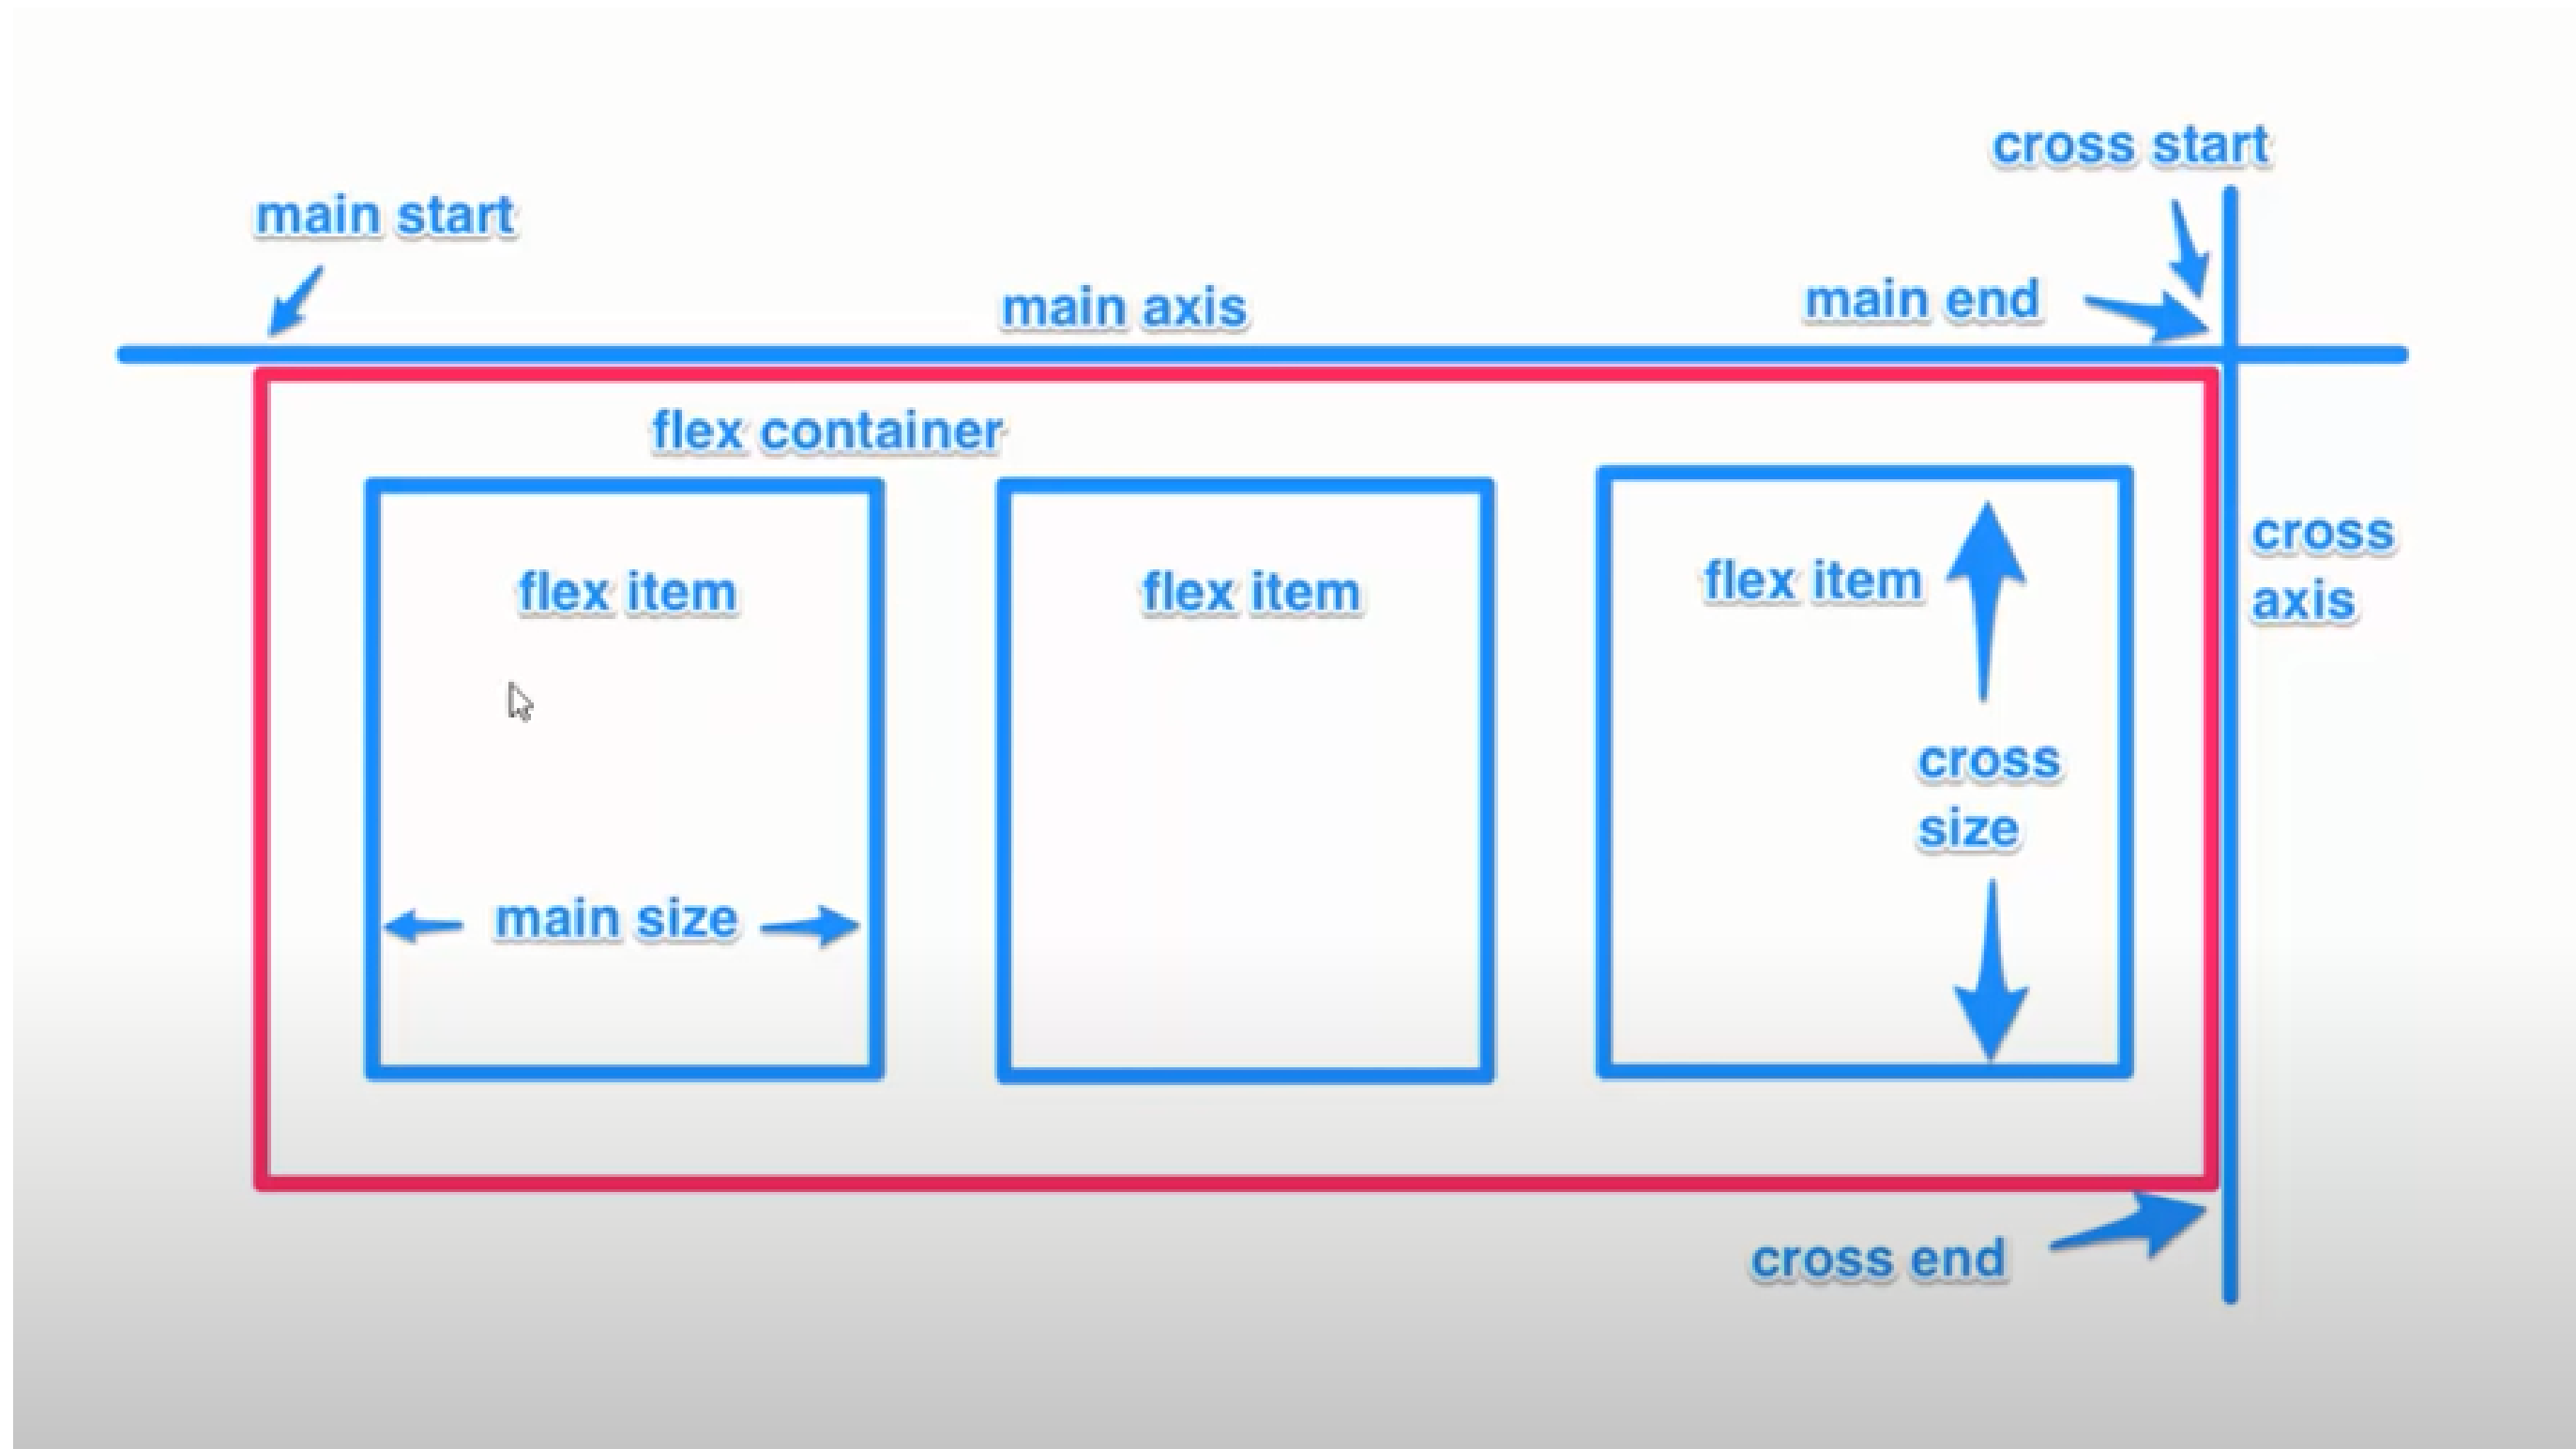 cross start
main start
main axis
main end
flex container
flex item
flex item
flex item
cross
axis
cross
size
main size
cross end